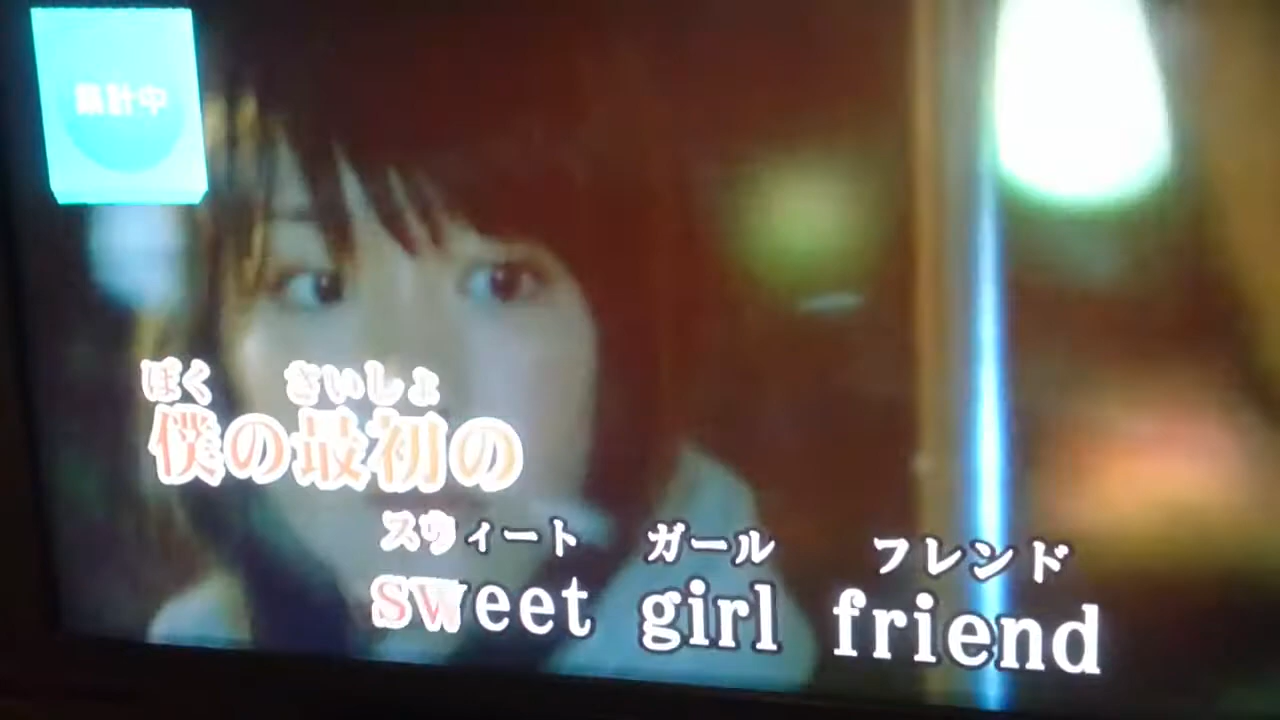 集計中
ぼく さいしょ
僕の最初の
スウィート ガール フレンド
sweet girl friend